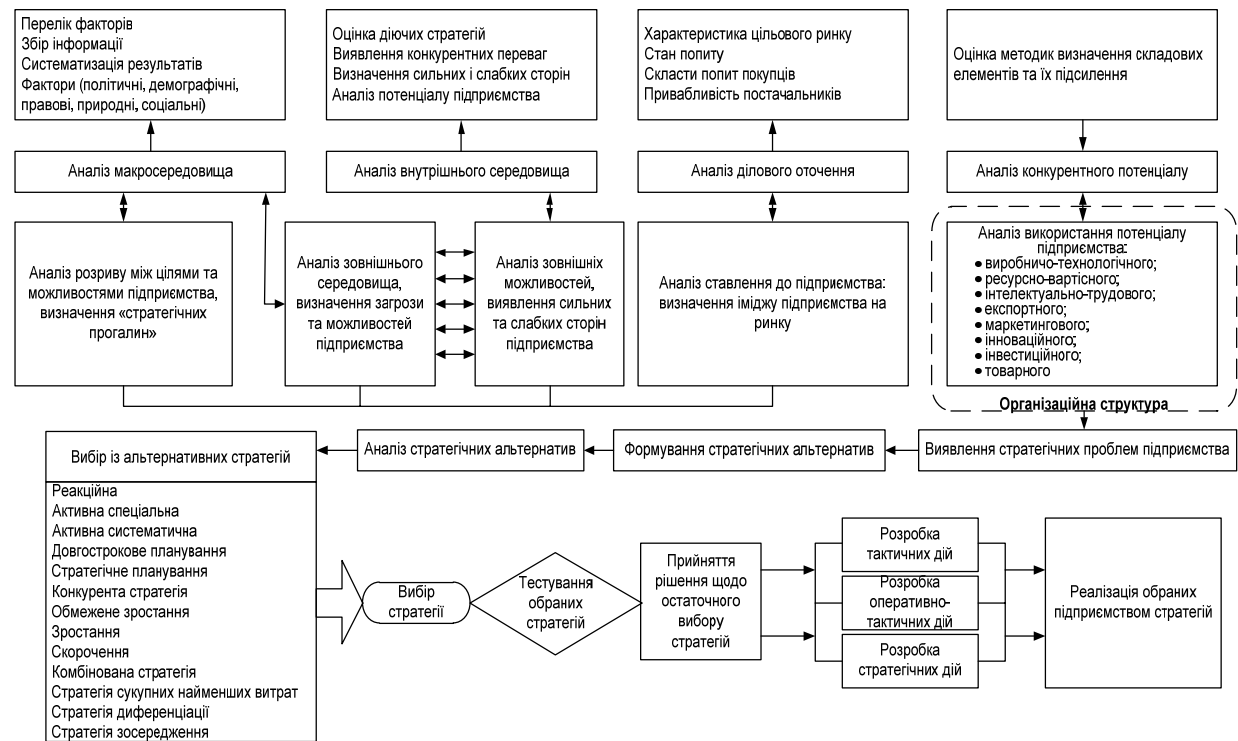 Перелік факторів
Збір інформації
Систематизація результатів
Фактори (політичні, демографічні,
правові, природні, соціальні)
Оцінка діючих стратегій
Виявлення конкурентних переваг
Визначення сильних і слабких сторін
Аналіз потенціалу підприємства
Характеристика цільового ринку
Стан попиту
Скласти попит покупців
Привабливість постачальників
Оцінка методик визначення складових
елементів та їх підсилення
Аналіз макросередовища
Аналіз внутрішнього середовища
Аналіз ділового оточення
Аналіз конкурентного потенціалу
Аналіз розриву між цілями та
можливостями підприємства,
визначення «стратегічних
прогалин»
Аналіз зовнішнього
середовища,
визначення загрози
та можливостей
підприємства
Аналіз зовнішніх
можливостей,
виявлення сильних
та слабких сторін
підприємства
Аналіз ставлення до підприємства:
визначення іміджу підприємства на
ринку
Аналіз використання потенціалу
підприємства:
● виробничо-технологічного;
● ресурсно-вартісного;
● інтелектуально-трудового;
● експортного;
● маркетингового;
● інноваційного;
● інвестиційного;
● товарного
Організаційна структура
Вибір із альтернативних стратегій
Аналіз стратегічних альтернатив
Формування стратегічних альтернатив
Виявлення стратегічних проблем підприємства
Реакційна
Активна спеціальна
Активна систематична
Довгострокове планування
Стратегічне планування
Конкурента стратегія
Обмежене зростання
Зростання
Скорочення
Комбінована стратегія
Стратегія сукупних найменших витрат
Стратегія диференціації
Стратегія зосередження
Вибір
стратегії
Тестування
обраних
стратегій
Прийняття
рішення щодо
остаточного
вибору
стратегій
Розробка
тактичних дій
Розробка
оперативно-
тактичних дій
Розробка
стратегічних дій
Реалізація обраних
підприємством стратегій